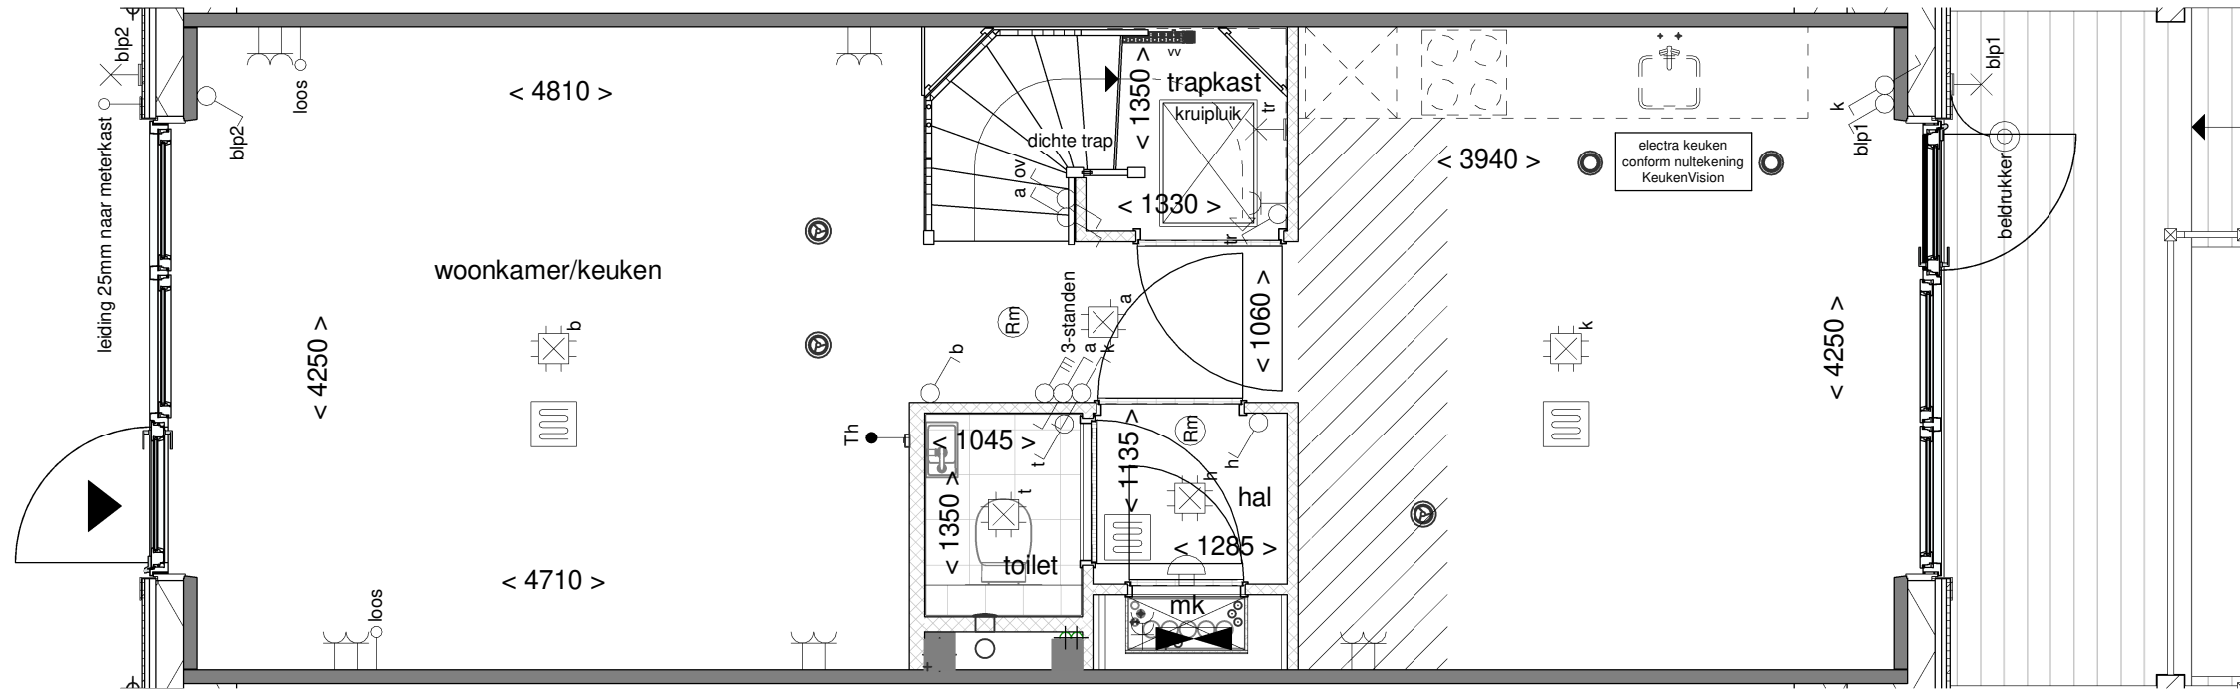 blp2
leiding 25mm naar meterkast
blp2
loos
< 4810 >
woonkamer/keuken
< 4250 >
b
< 4710 >
loos
Th
dichte trap
a ov
< 1350 >
vv
trapkast
kruipluik
tr
< 1330 >
tr
b
Rm
3-standen
a
k
a
< 1060 >
< 1045 >
< 1350 >
t
t
toilet
< 1135 >
Rm
h
h
hal
< 1285 >
mk
< 3940 >
electra keuken
conform nultekening
KeukenVision
k
< 4250 >
k
blp1
blp1
beldrukker